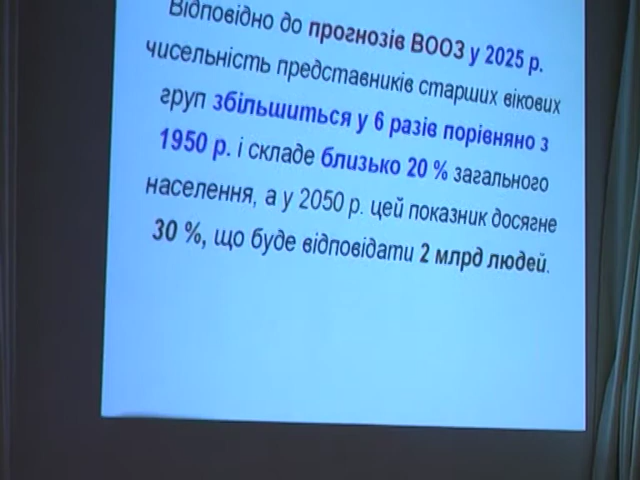 Відповідно до прогнозів ВООЗ у 2025 р.
чисельність представників старших вікових
груп збільшиться у 6 разів порівняно з
1950 р. і складе близько 20 % загального
населення, а у 2050 р. цей показник досягне
30 %, що буде відповідати 2 млрд людей.